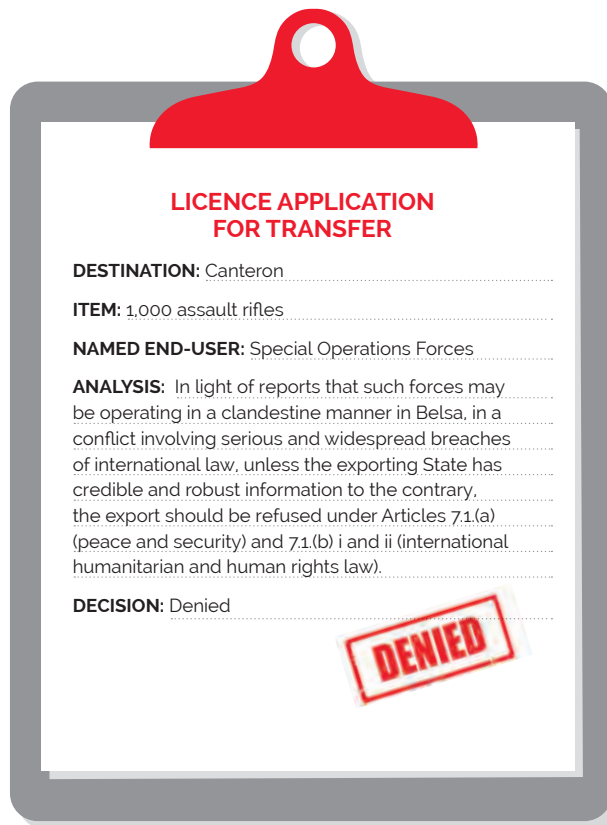 LICENCE APPLICATION
FOR TRANSFER
DESTINATION: Canteron
ITEM: 1,000 assault rifles
NAMED END-USER: Special Operations Forces
ANALYSIS: In light of reports that such forces may
be operating in a clandestine manner in Belsa, in a
conflict involving serious and widespread breaches
of international law, unless the exporting State has
credible and robust information to the contrary,
the export should be refused under Articles 7.1.(a)
(peace and security) and 7.1.(b) i and ii (international
humanitarian and human rights law).
DECISION: Denied
DENIED